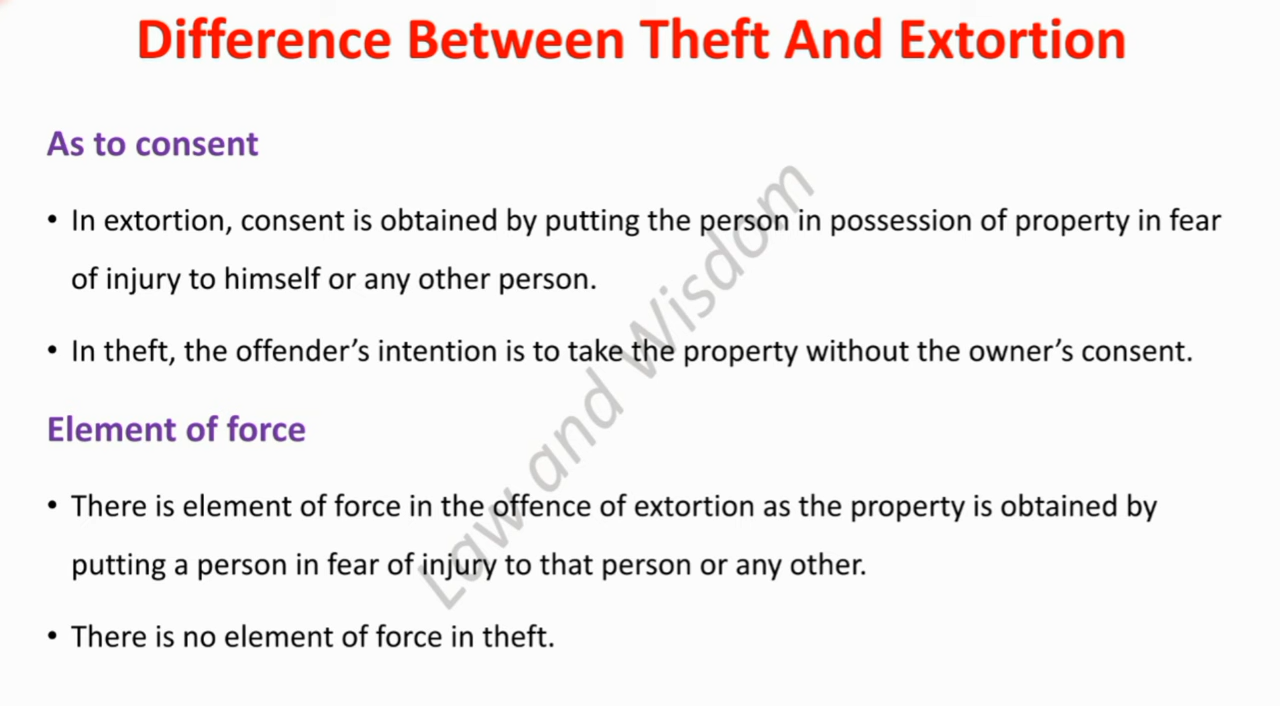 Difference Between Theft And Extortion
As to consent
• In extortion, consent is obtained by putting the person in possession of property in fear
of injury to himself or any other person.
• In theft, the offender’s intention is to take the property without the owner’s consent.
Element of force
• There is element of force in the offence of extortion as the property is obtained by
putting a person in fear of injury to that person or any other.
• There is no element of force in theft.
Law and Wisdom